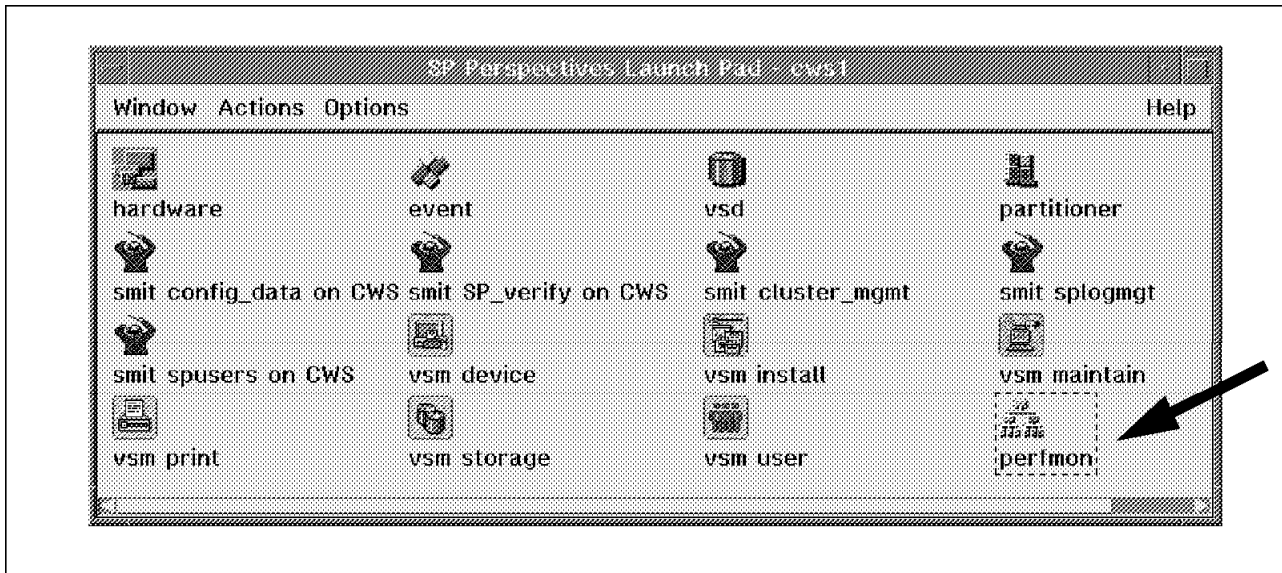 SP Perspectives Launch Pad - cws1
Window Actions Options Help
hardware event vsd partitioner
smit config_data on CWS smit SP_verify on CWS smit cluster_mgmt smit splogmgt
smit spusers on CWS vsm device vsm install vsm maintain
vsm print vsm storage vsm user perfmon